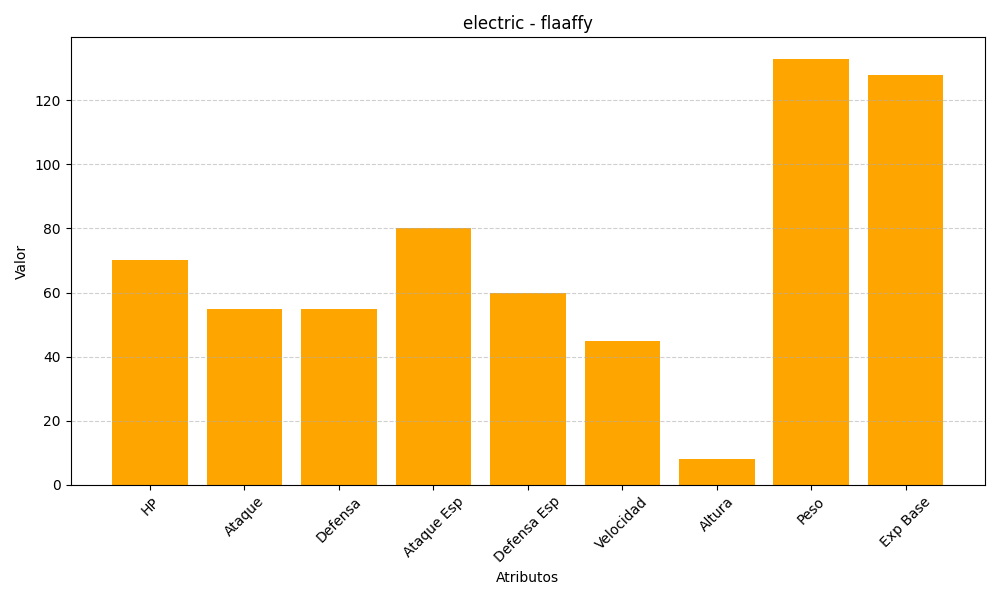 electric - flaaffy
Valor
120
100
80
60
40
20
0
HP
Ataque
Defensa
Ataque Esp
Defensa Esp
Velocidad
Altura
Peso
Exp Base
Atributos